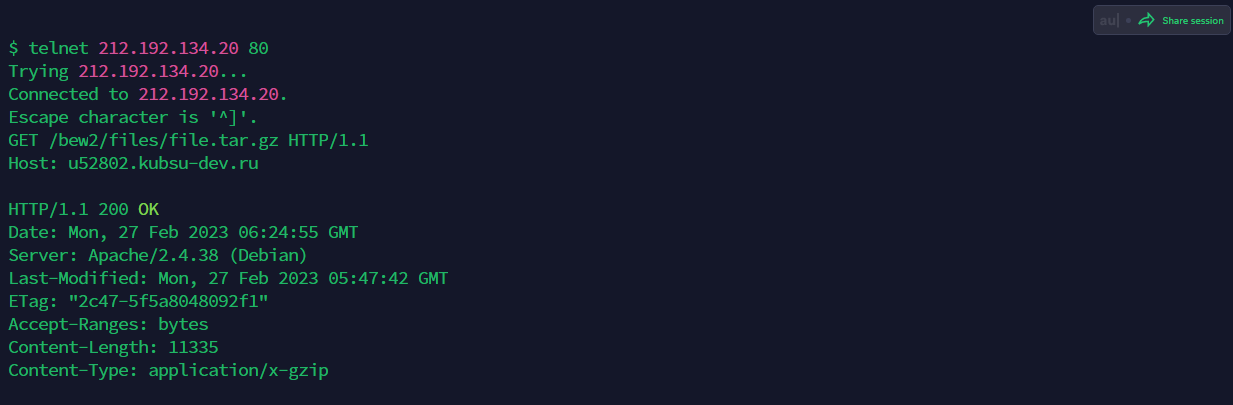 au| • Share session
$ telnet 212.192.134.20 80
Trying 212.192.134.20...
Connected to 212.192.134.20.
Escape character is '^]'.
GET /bew2/files/file.tar.gz HTTP/1.1
Host: u52802.kubsu-dev.ru
HTTP/1.1 200 OK
Date: Mon, 27 Feb 2023 06:24:55 GMT
Server: Apache/2.4.38 (Debian)
Last-Modified: Mon, 27 Feb 2023 05:47:42 GMT
ETag: "2c47-5f5a8048092f1"
Accept-Ranges: bytes
Content-Length: 11335
Content-Type: application/x-gzip